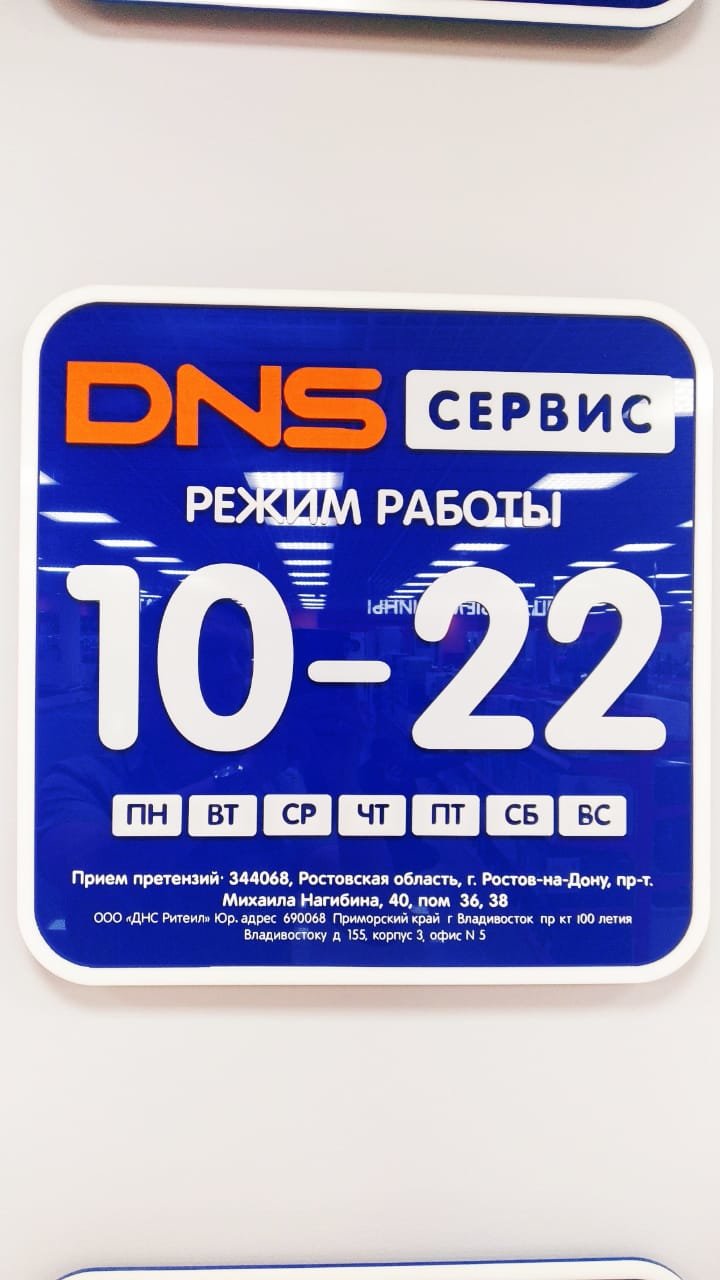 DNS СЕРВИС
РЕЖИМ РАБОТЫ
10-22
ПН ВТ СР ЧТ ПТ СБ ВС
Прием претензий· 344068, Ростовская область, г. Ростов-на-Дону, пр-т.
Михаила Нагибина, 40, пом 36, 38
ООО «ДНС Ритеил» Юр. адрес 690068 Приморский край г Владивосток пр кт 100 летия
Владивостоку д 155, корпус 3, офис N 5